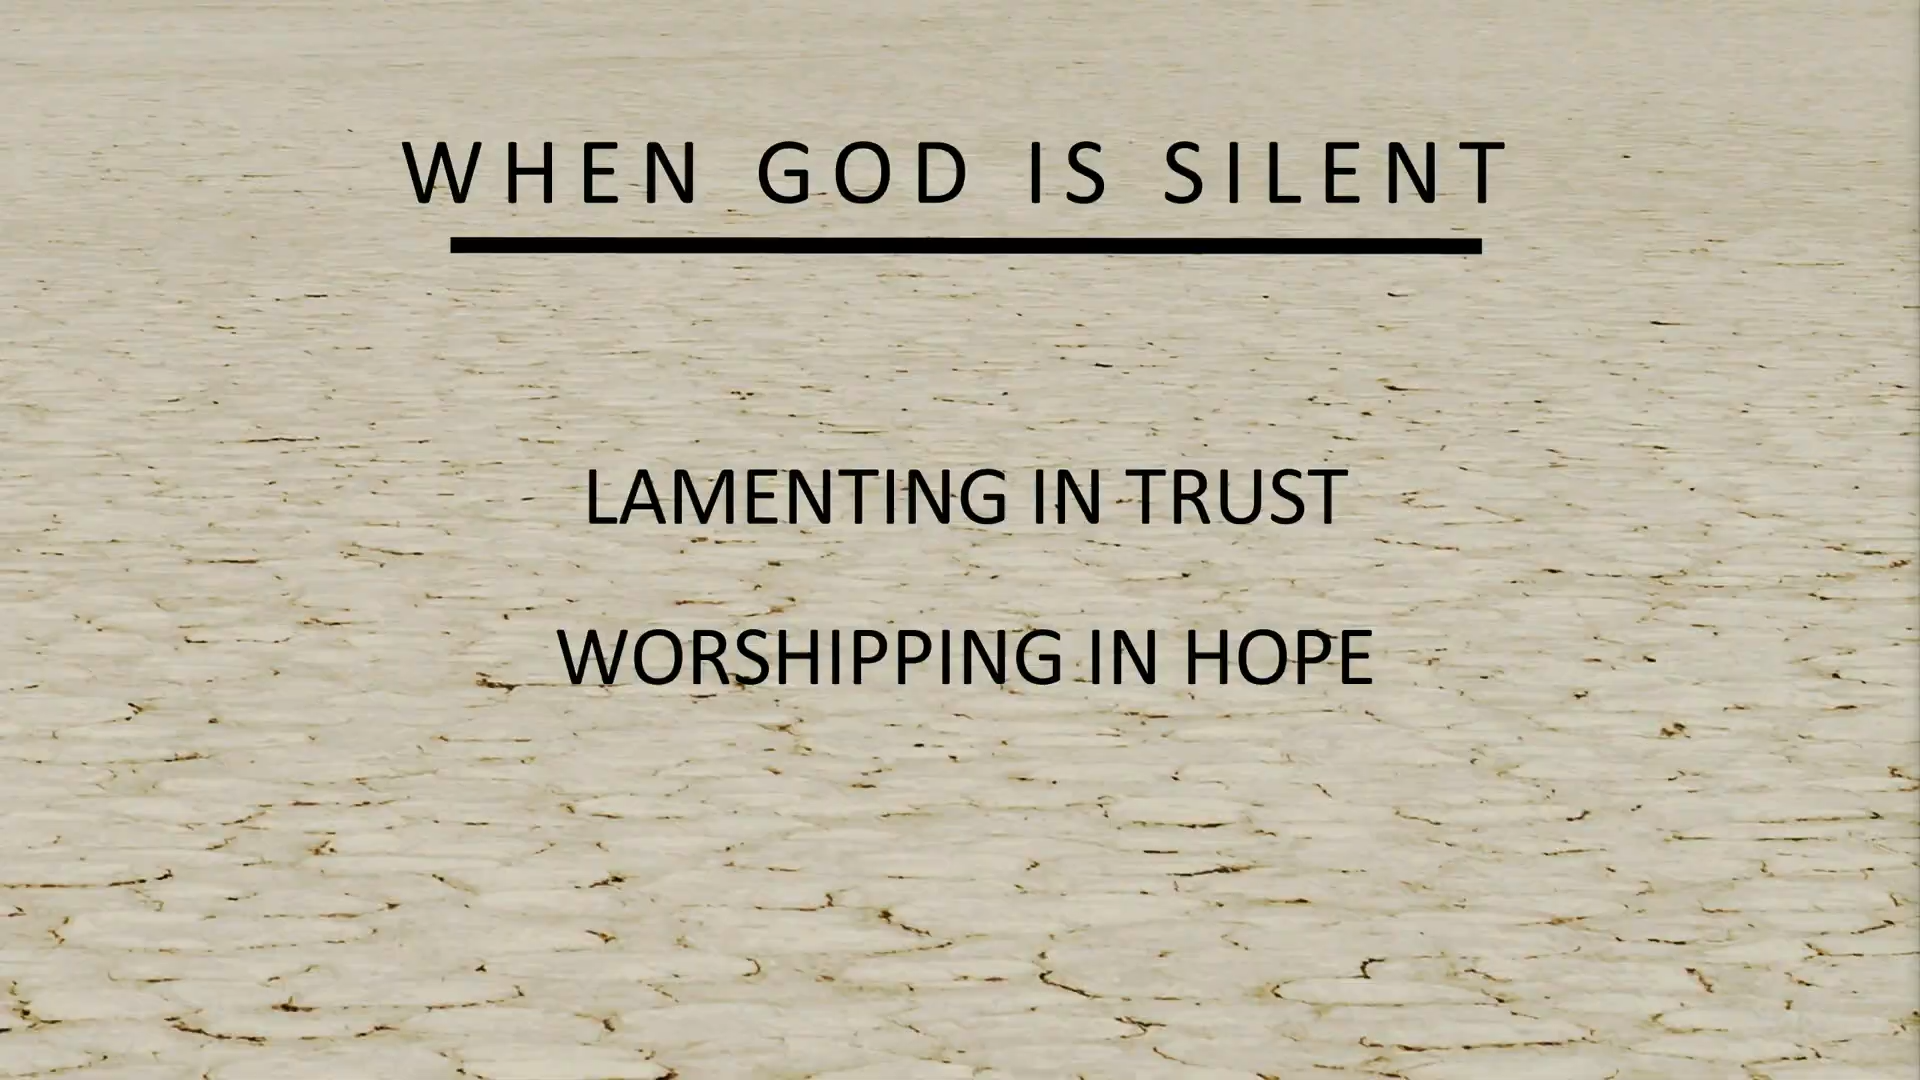 WHEN GOD IS SILENT
LAMENTING IN TRUST
WORSHIPPING IN HOPE